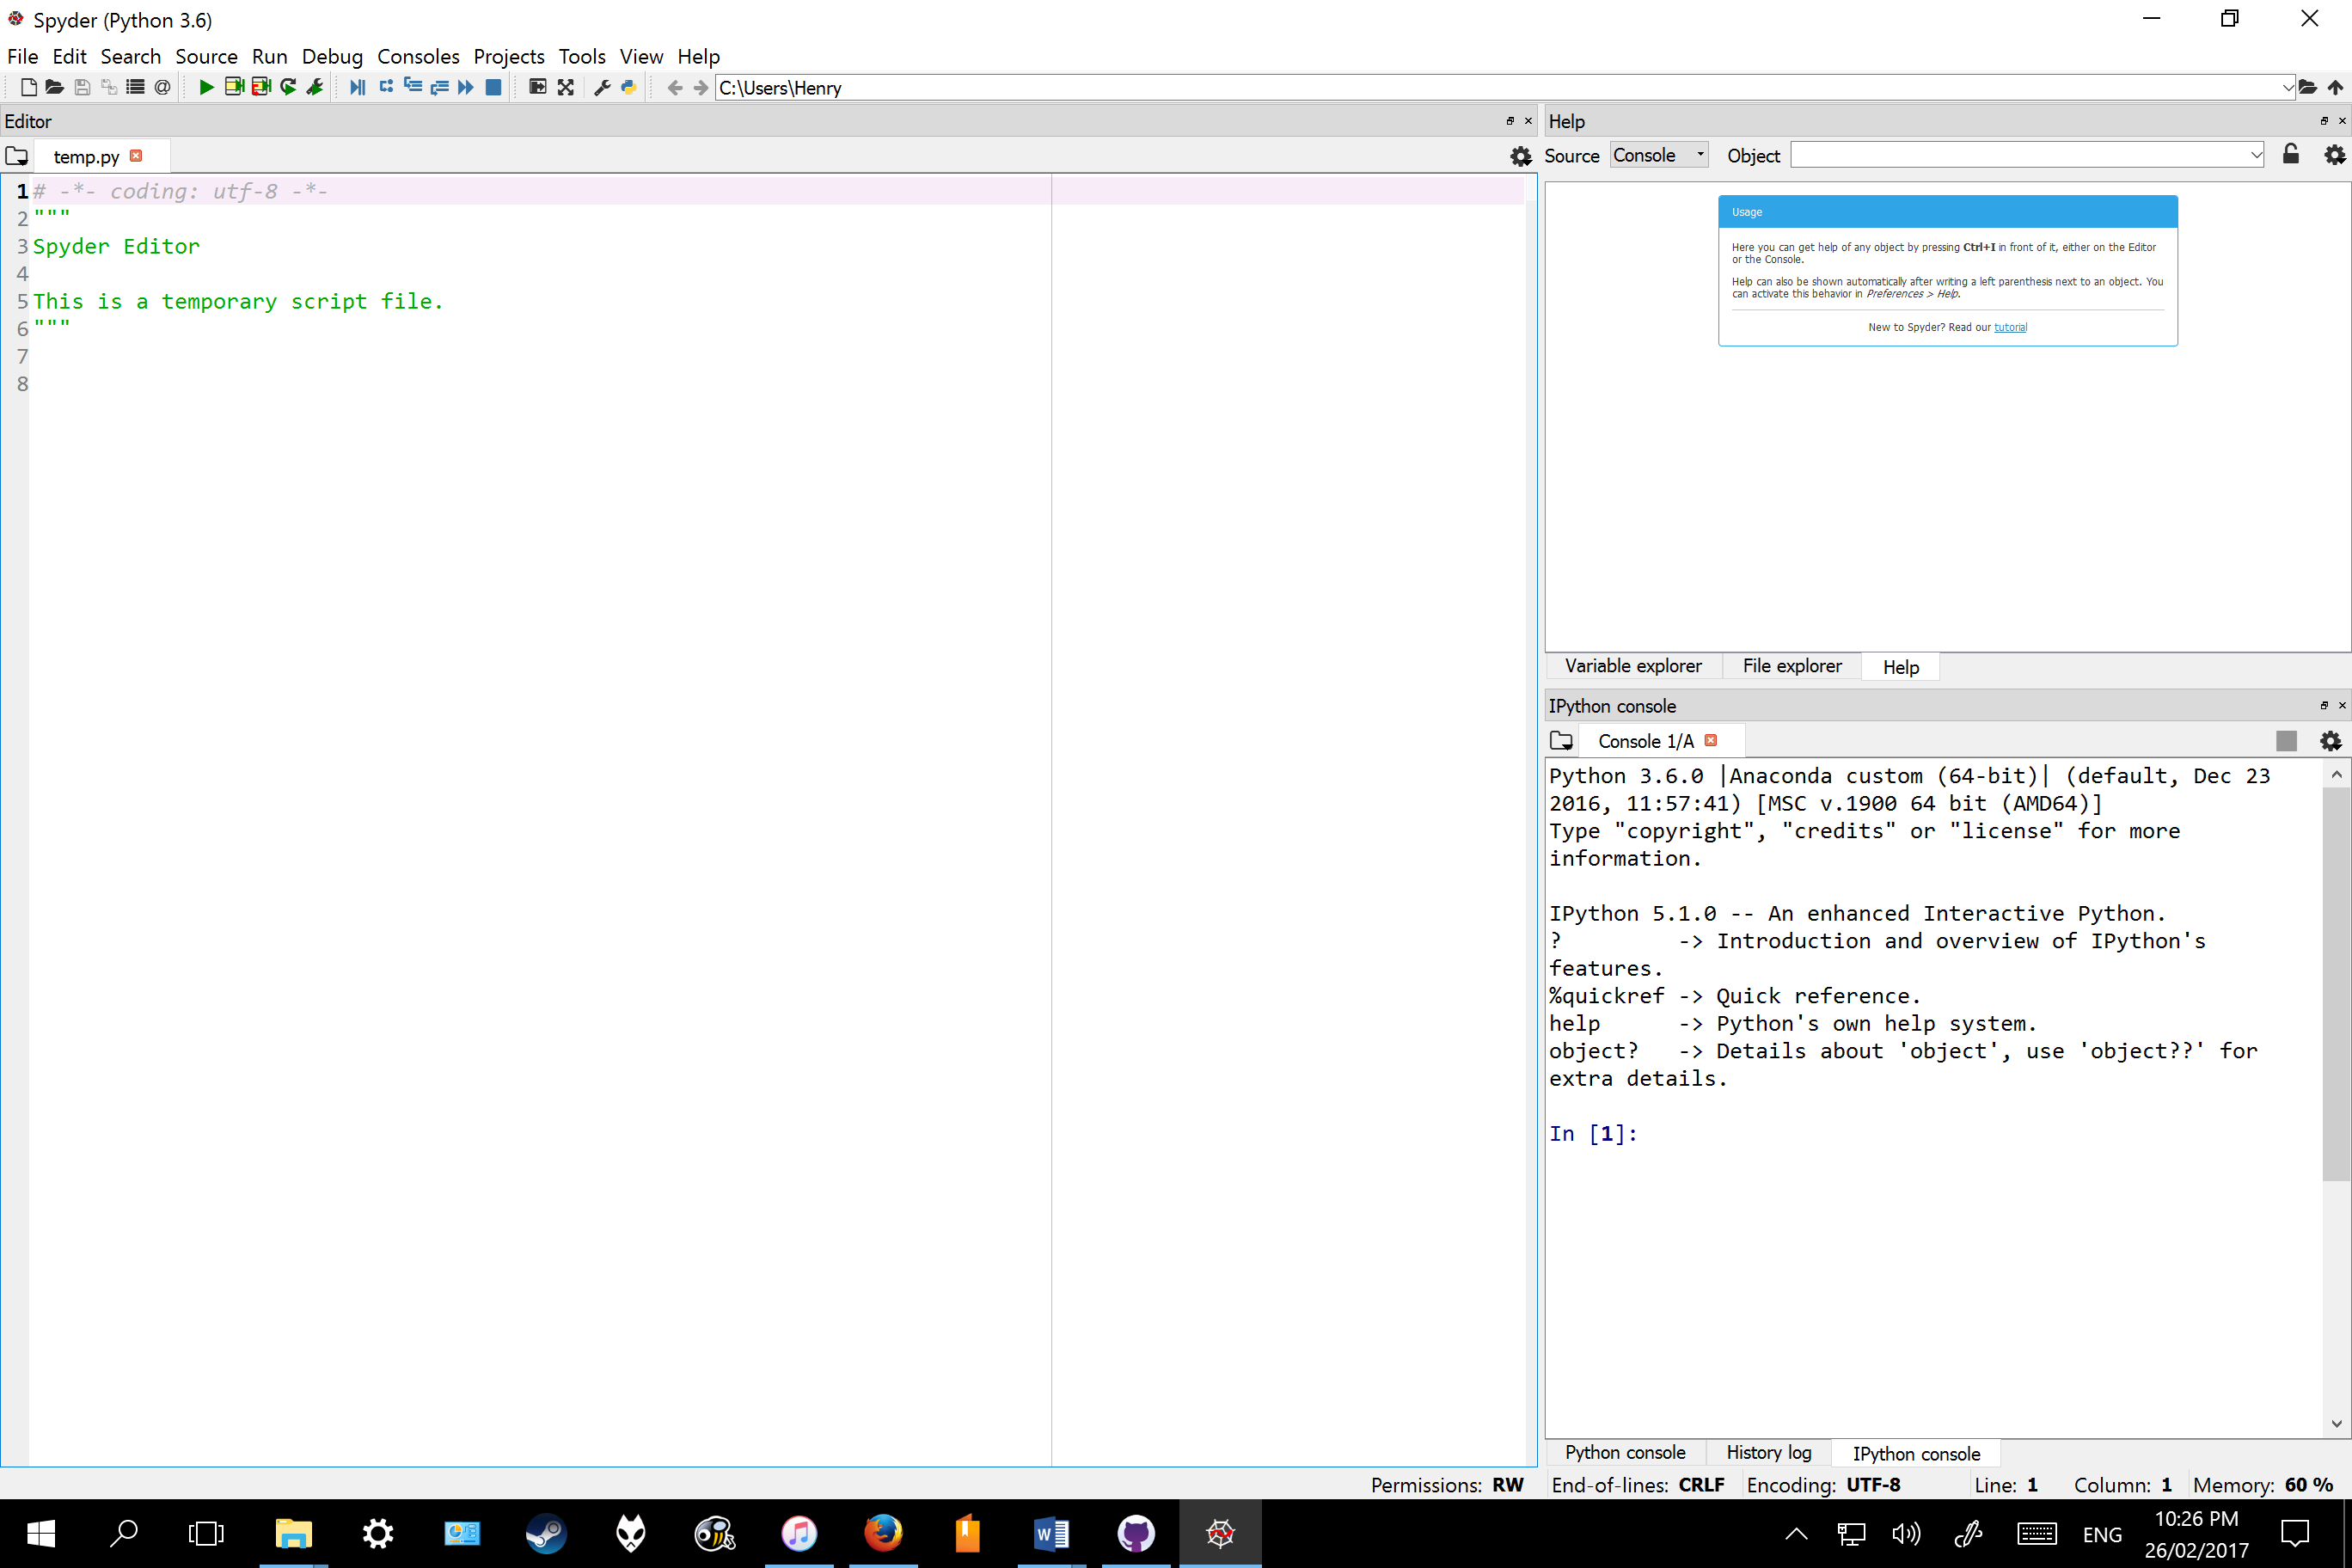 Spyder (Python 3.6)
File Edit Search Source Run Debug Consoles Projects Tools View Help
C:\Users\Henry
Editor
temp.py
1 # -*- coding: utf-8 -*-
2 """
3 Spyder Editor
4
5 This is a temporary script file.
6 """
7
8
Help
Source Console Object
Usage
Here you can get help of any object by pressing Ctrl+I in front of it, either on the Editor
or the Console.
Help can also be shown automatically after writing a left parenthesis next to an object. You
can activate this behavior in Preferences > Help.
New to Spyder? Read our tutorial
Variable explorer File explorer Help
IPython console
Console 1/A
Python 3.6.0 |Anaconda custom (64-bit)| (default, Dec 23
2016, 11:57:41) [MSC v.1900 64 bit (AMD64)]
Type "copyright", "credits" or "license" for more
information.
IPython 5.1.0 -- An enhanced Interactive Python.
?         -> Introduction and overview of IPython's
features.
%quickref -> Quick reference.
help      -> Python's own help system.
object?   -> Details about 'object', use 'object??' for
extra details.
In [1]:
Python console History log IPython console
Permissions: RW End-of-lines: CRLF Encoding: UTF-8 Line: 1 Column: 1 Memory: 60 %
ENG
10:26 PM
26/02/2017